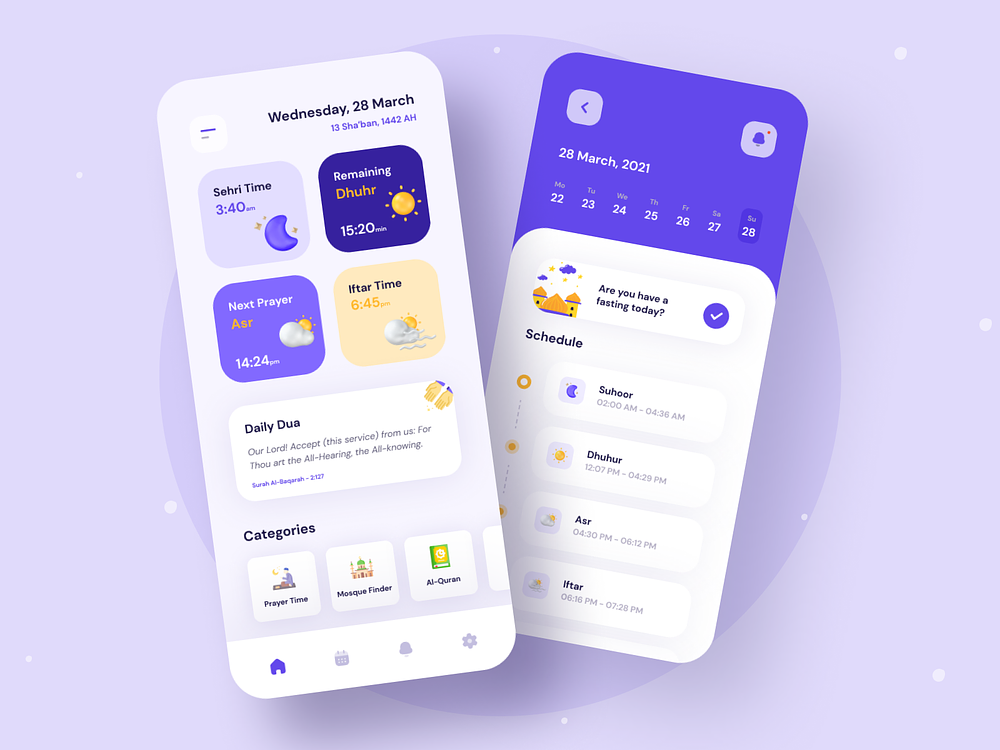 Wednesday, 28 March
13 Sha'ban, 1442 AH
Sehri Time
3:40am
Remaining
Dhuhr
15:20min
Next Prayer
Asr
14:24pm
Iftar Time
6:45pm
Daily Dua
Our Lord! Accept (this service) from us: For
Thou art the All-Hearing, the All-knowing.
Surah Al-Baqarah - 2:127
Categories
Prayer Time
Mosque Finder
Al-Quran
28 March, 2021
Mo Tu We Th Fr Sa Su
22 23 24 25 26 27 28
Are you have a
fasting today?
Schedule
Suhoor
02:00 AM - 04:36 AM
Dhuhur
12:07 PM - 04:29 PM
Asr
04:30 PM - 06:12 PM
Iftar
06:16 PM - 07:28 PM